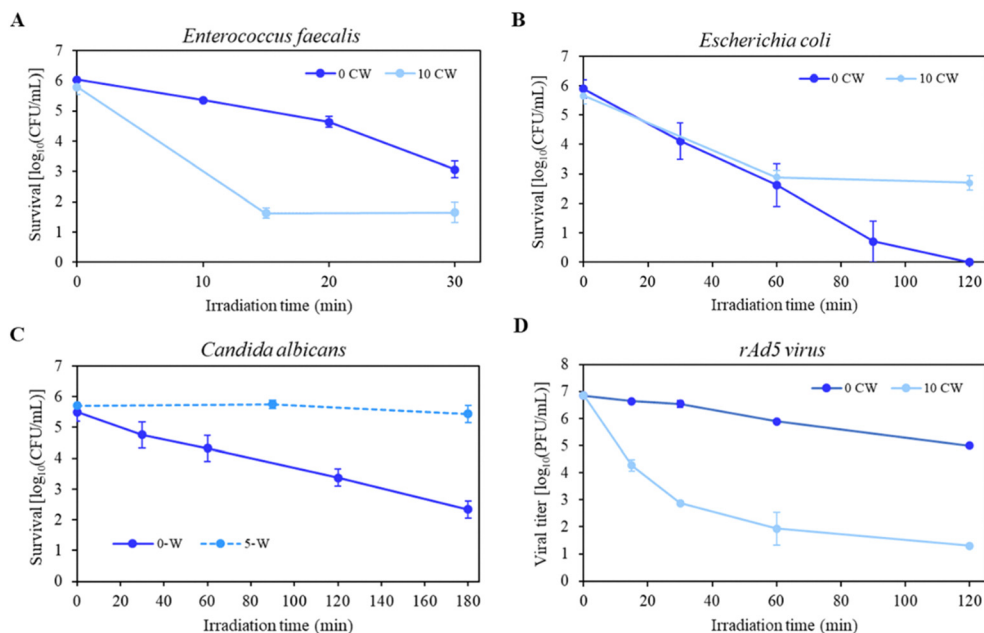 A
Enterococcus faecalis
Survival [log10(CFU/mL)]
7
6
5
4
3
2
1
0
0 CW
10 CW
0
10
20
30
Irradiation time (min)
B
Escherichia coli
Survival [log10(CFU/mL)]
7
6
5
4
3
2
1
0
0 CW
10 CW
0
20
40
60
80
100
120
Irradiation time (min)
C
Candida albicans
Survival [log10(CFU/mL)]
7
6
5
4
3
2
1
0
0-W
5-W
0
20
40
60
80
100
120
140
160
180
Irradiation time (min)
D
rAd5 virus
Viral titer [log10(PFU/mL)]
8
7
6
5
4
3
2
1
0
0 CW
10 CW
0
20
40
60
80
100
120
Irradiation time (min)